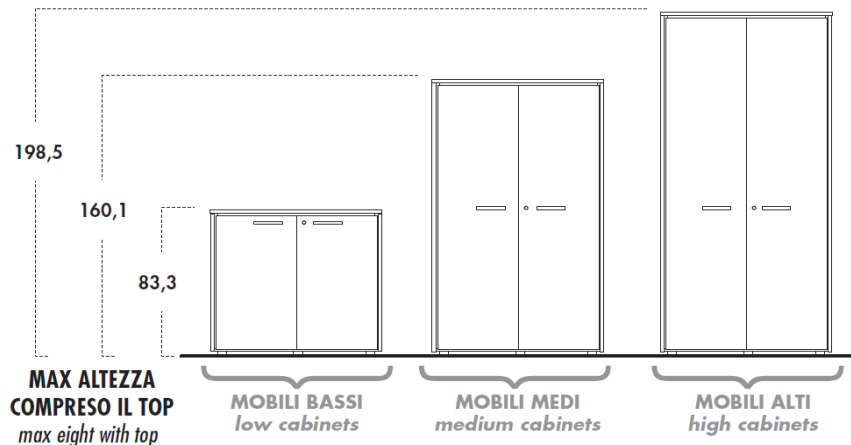 198,5
160,1
83,3
MAX ALTEZZA
COMPRESO IL TOP
max eight with top
MOBILI BASSI
low cabinets
MOBILI MEDI
medium cabinets
MOBILI ALTI
high cabinets